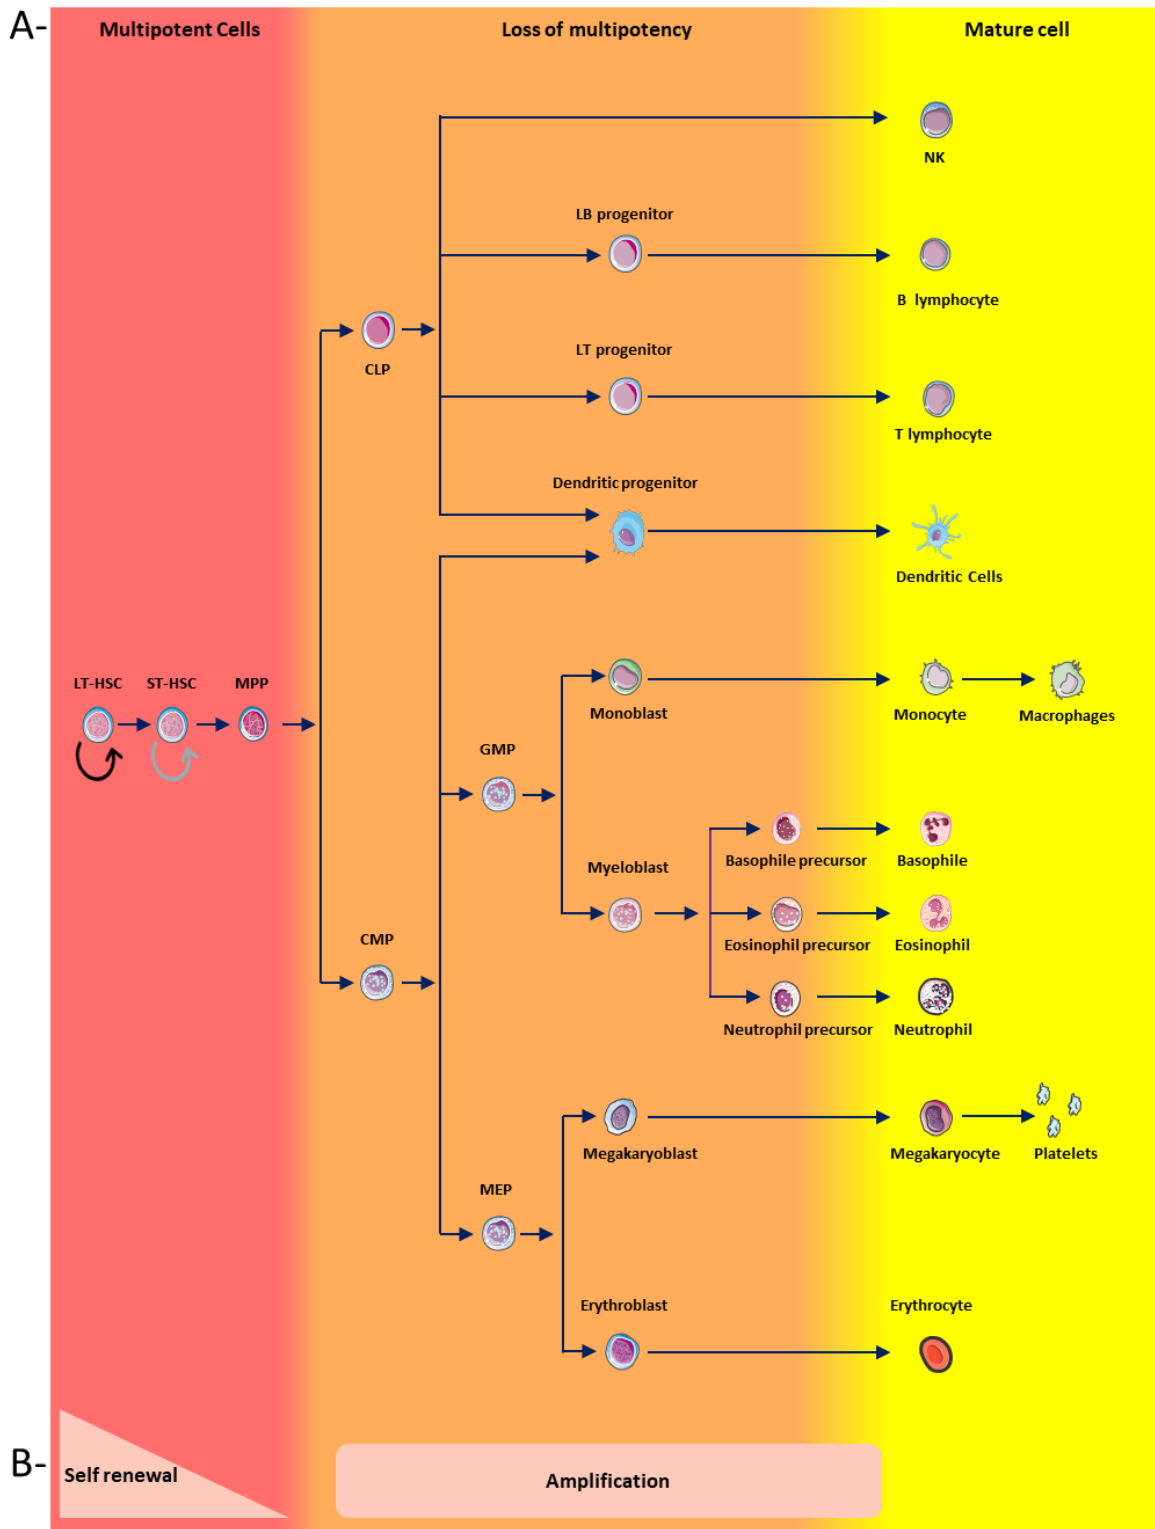 A-
Multipotent Cells
Loss of multipotency
Mature cell
NK
LB progenitor
B lymphocyte
CLP
LT progenitor
T lymphocyte
Dendritic progenitor
Dendritic Cells
LT-HSC
ST-HSC
MPP
Monoblast
Monocyte
Macrophages
GMP
Myeloblast
Basophile precursor
Basophile
CMP
Eosinophil precursor
Eosinophil
Neutrophil precursor
Neutrophil
Megakaryoblast
Megakaryocyte
Platelets
MEP
Erythroblast
Erythrocyte
B-
Self renewal
Amplification